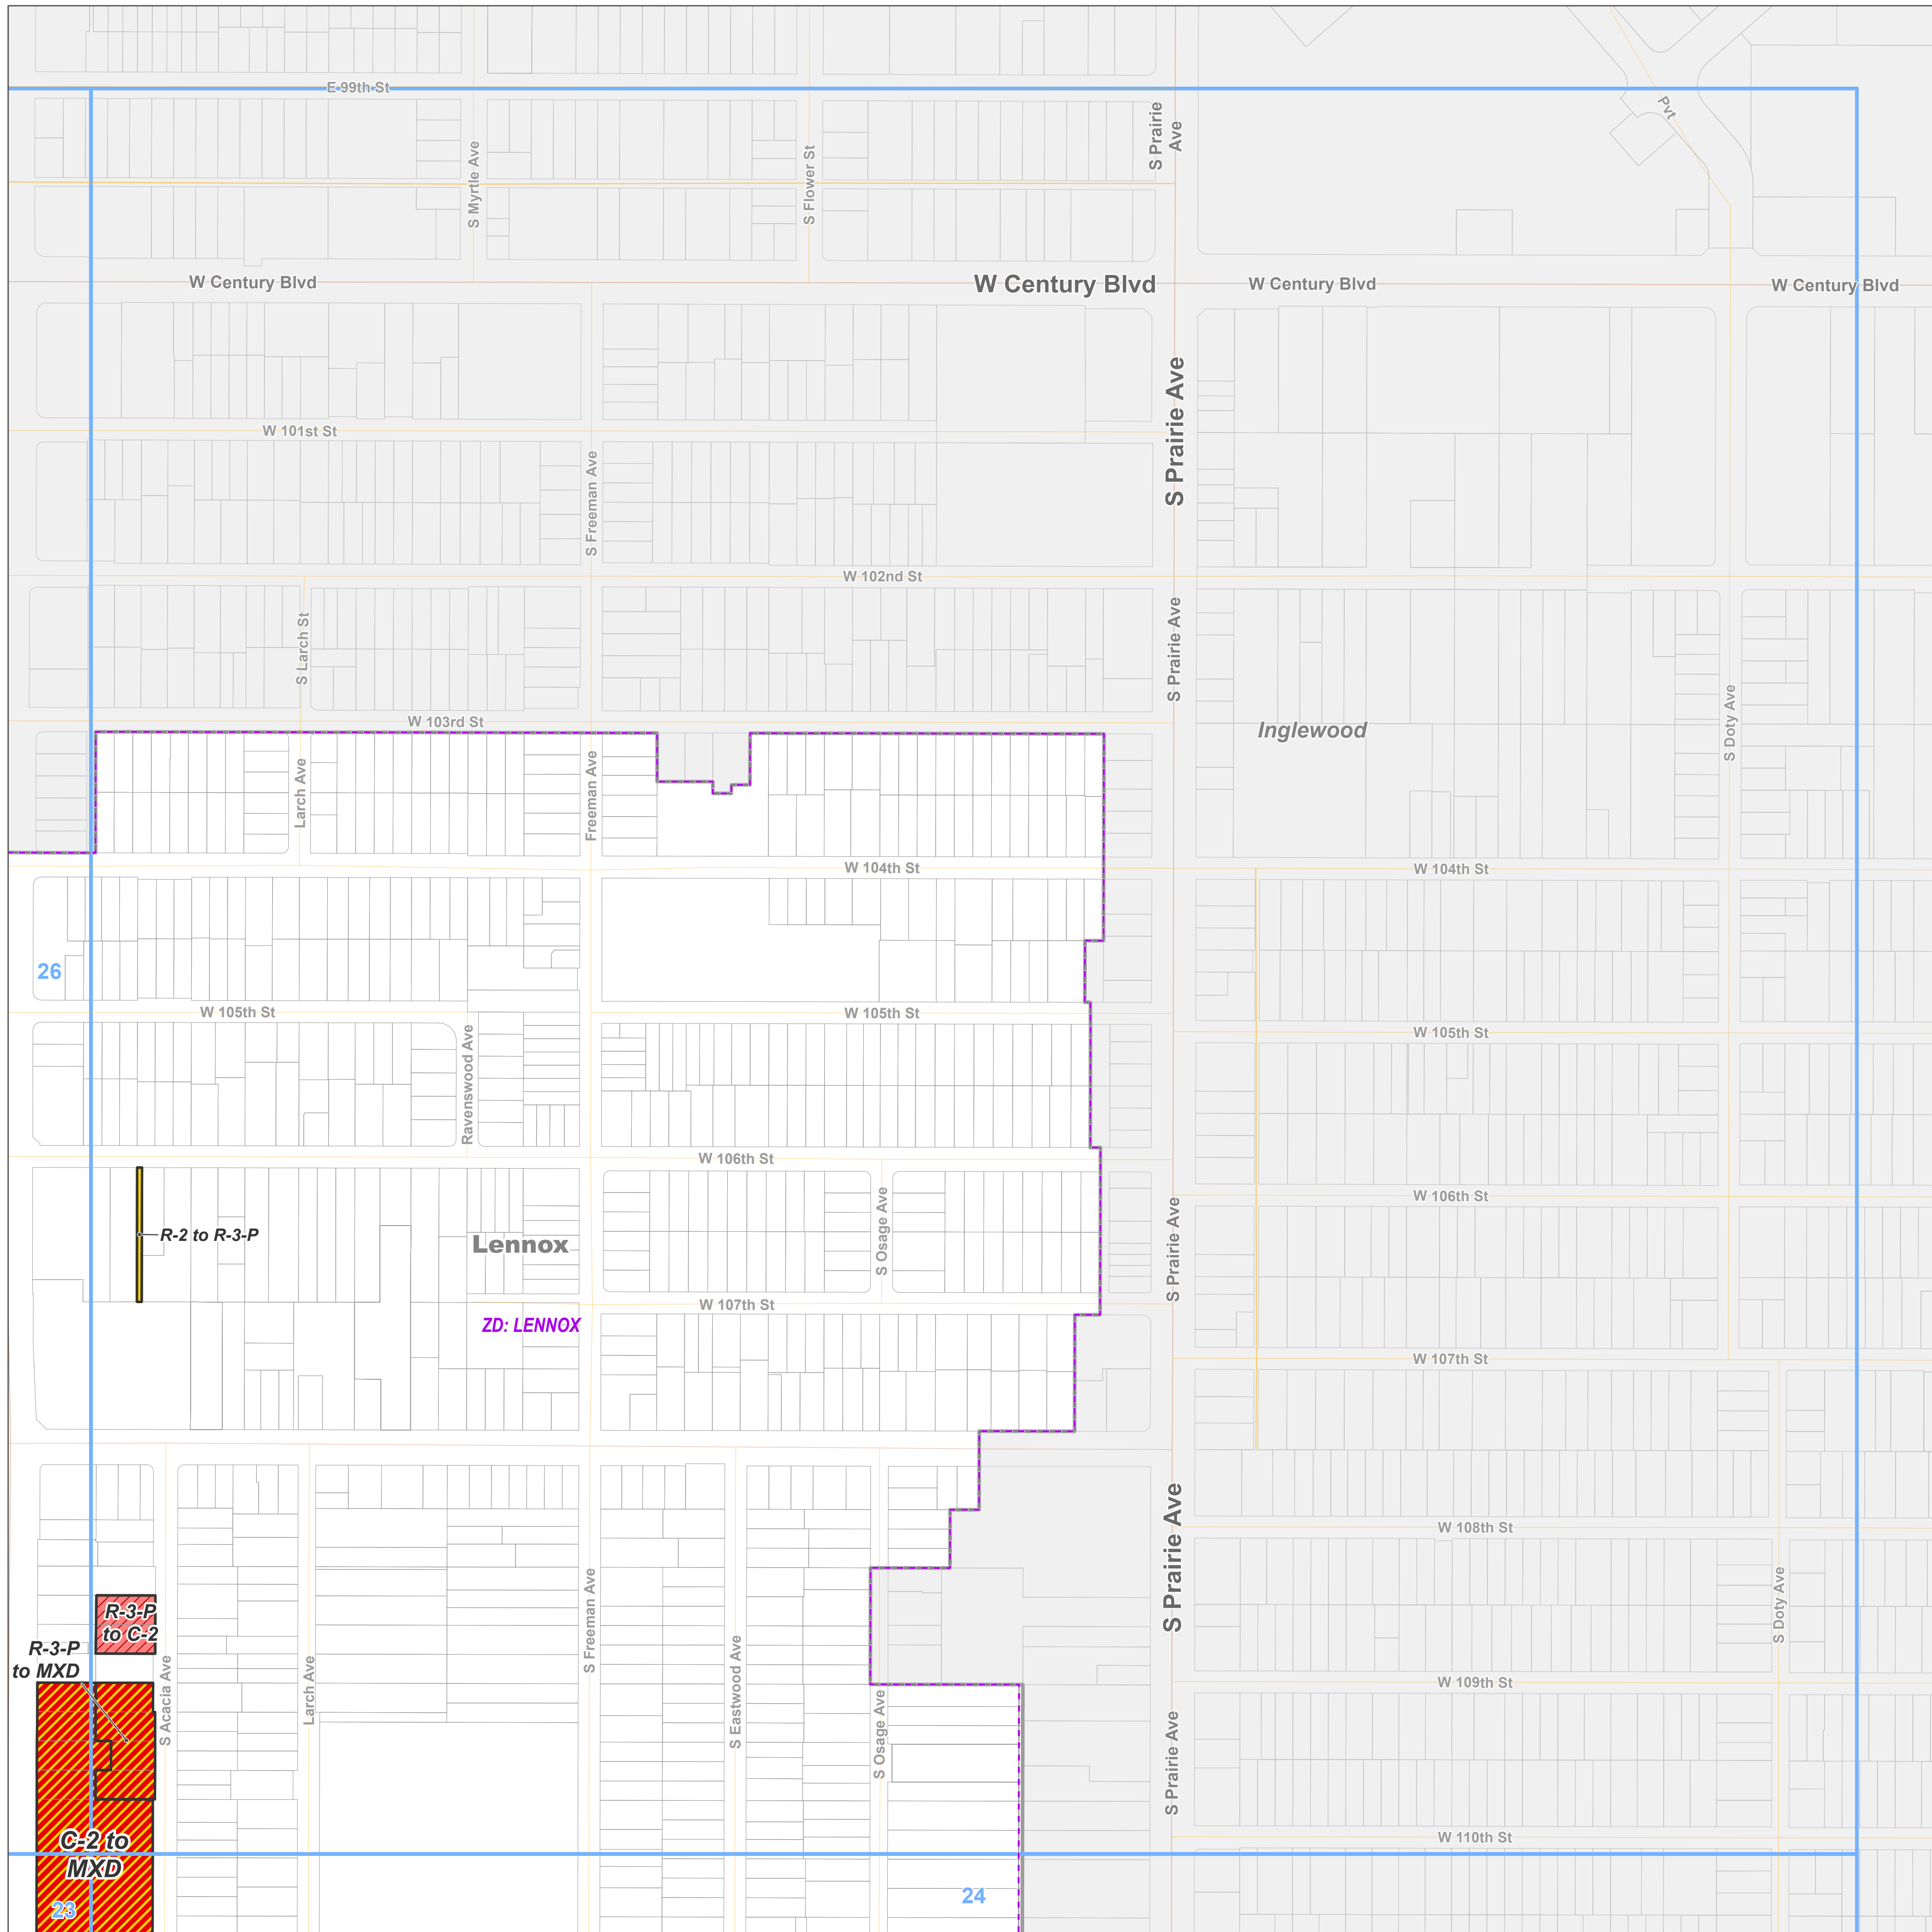 E 99th St
Pvt
S Prairie
Ave
S Myrtle Ave
S Flower St
W Century Blvd
W Century Blvd
W Century Blvd
W Century Blvd
S Prairie Ave
W 101st St
S Freeman Ave
W 102nd St
S Larch St
S Prairie Ave
W 103rd St
Inglewood
S Doty Ave
Larch Ave
Freeman Ave
W 104th St
W 104th St
26
W 105th St
W 105th St
W 105th St
Ravenswood Ave
W 106th St
W 106th St
R-2 to R-3-P
Lennox
S Osage Ave
S Prairie Ave
W 107th St
ZD: LENNOX
W 107th St
S Prairie Ave
W 108th St
S Freeman Ave
S Doty Ave
R-3-P
to C-2
R-3-P
to MXD
S Acacia Ave
Larch Ave
S Eastwood Ave
S Osage Ave
W 109th St
S Prairie Ave
C-2 to
MXD
W 110th St
23
24